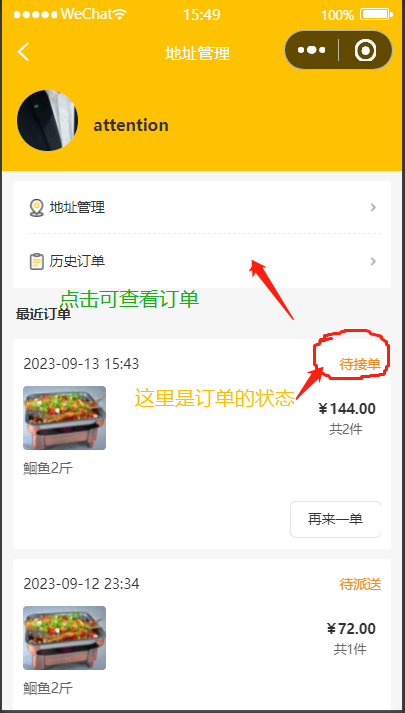 WeChat 15:49 100%
地址管理
attention
地址管理
历史订单
点击可查看订单
最近订单
2023-09-13 15:43 待接单
这里是订单的状态
￥144.00
共2件
鮰鱼2斤
再来一单
2023-09-12 23:34 待派送
￥72.00
共1件
鮰鱼2斤